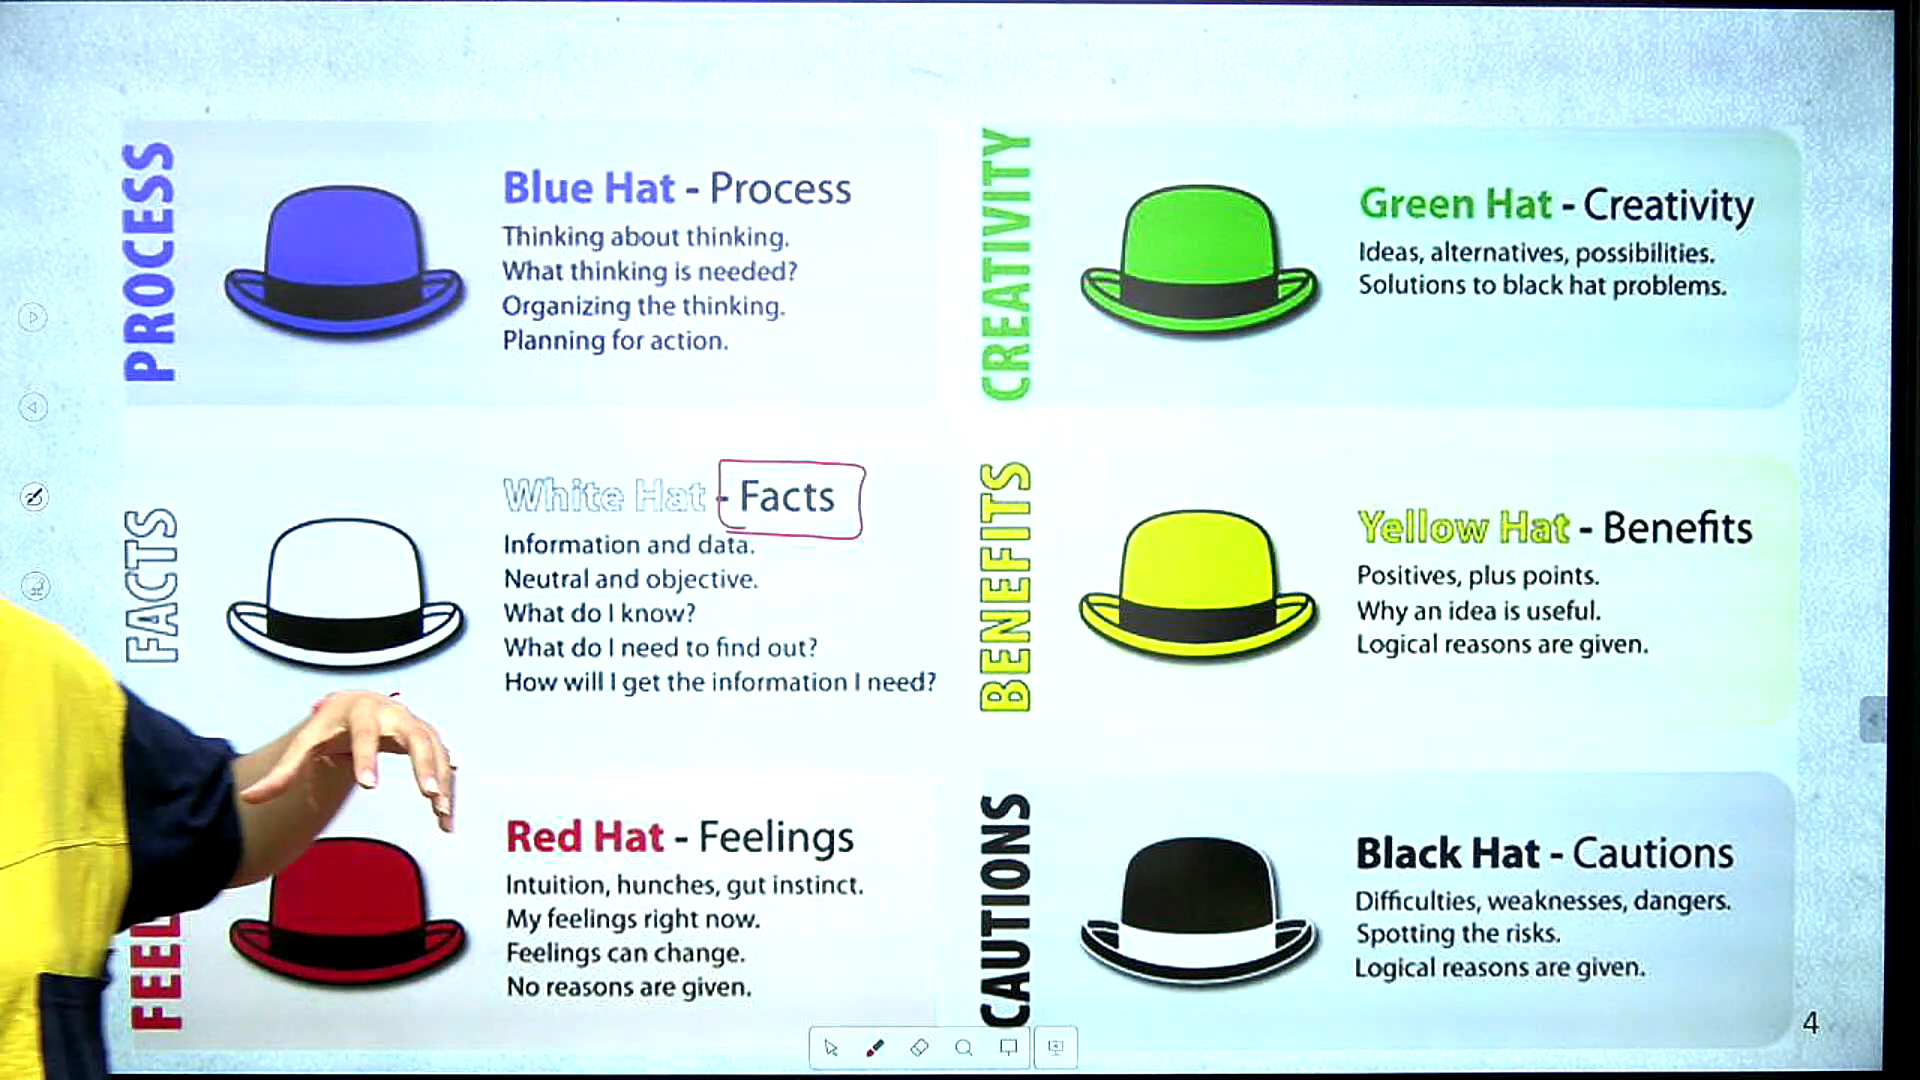 PROCESS
Blue Hat - Process
Thinking about thinking.
What thinking is needed?
Organizing the thinking.
Planning for action.
CREATIVITY
Green Hat - Creativity
Ideas, alternatives, possibilities.
Solutions to black hat problems.
FACTS
White Hat - Facts
Information and data.
Neutral and objective.
What do I know?
What do I need to find out?
How will I get the information I need?
BENEFITS
Yellow Hat - Benefits
Positives, plus points.
Why an idea is useful.
Logical reasons are given.
FEEL
Red Hat - Feelings
Intuition, hunches, gut instinct.
My feelings right now.
Feelings can change.
No reasons are given.
CAUTIONS
Black Hat - Cautions
Difficulties, weaknesses, dangers.
Spotting the risks.
Logical reasons are given.
4